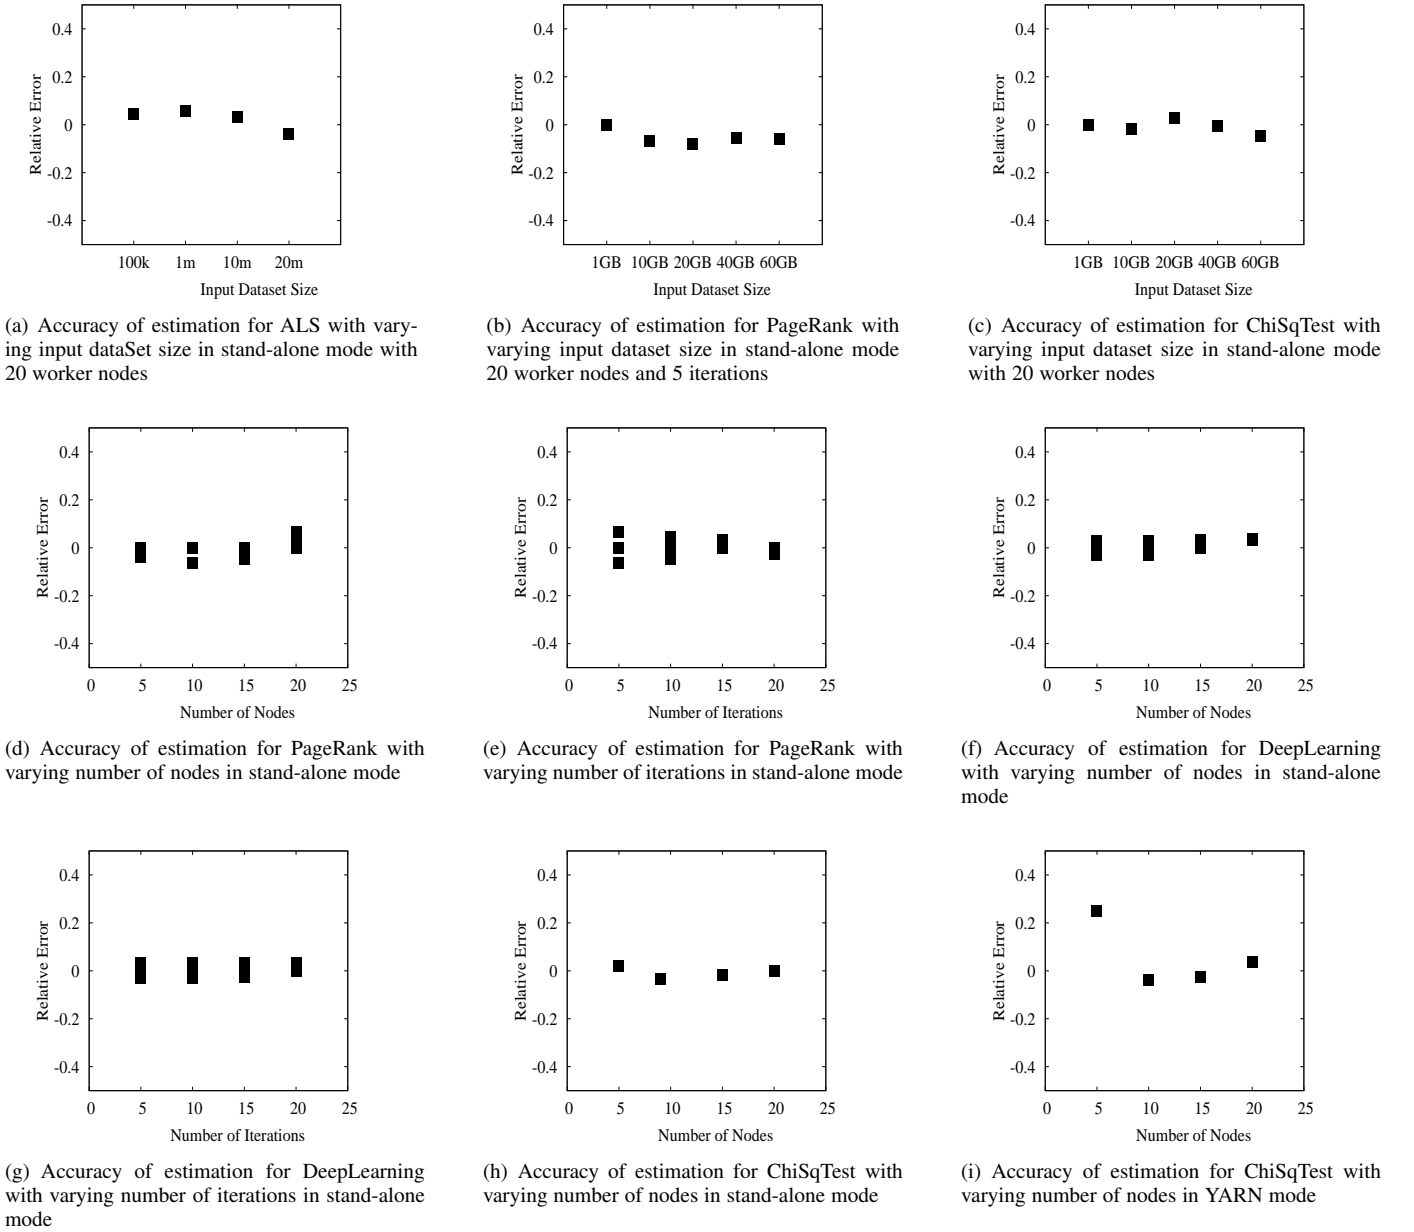 0.4
0.2
0
-0.2
-0.4
Relative Error
100k 1m 10m 20m
Input Dataset Size
(a) Accuracy of estimation for ALS with vary-
ing input dataSet size in stand-alone mode with
20 worker nodes
0.4
0.2
0
-0.2
-0.4
Relative Error
1GB 10GB 20GB 40GB 60GB
Input Dataset Size
(b) Accuracy of estimation for PageRank with
varying input dataset size in stand-alone mode
20 worker nodes and 5 iterations
0.4
0.2
0
-0.2
-0.4
Relative Error
1GB 10GB 20GB 40GB 60GB
Input Dataset Size
(c) Accuracy of estimation for ChiSqTest with
varying input dataset size in stand-alone mode
with 20 worker nodes
0.4
0.2
0
-0.2
-0.4
Relative Error
0 5 10 15 20 25
Number of Nodes
(d) Accuracy of estimation for PageRank with
varying number of nodes in stand-alone mode
0.4
0.2
0
-0.2
-0.4
Relative Error
0 5 10 15 20 25
Number of Iterations
(e) Accuracy of estimation for PageRank with
varying number of iterations in stand-alone mode
0.4
0.2
0
-0.2
-0.4
Relative Error
0 5 10 15 20 25
Number of Nodes
(f) Accuracy of estimation for DeepLearning
with varying number of nodes in stand-alone
mode
0.4
0.2
0
-0.2
-0.4
Relative Error
0 5 10 15 20 25
Number of Iterations
(g) Accuracy of estimation for DeepLearning
with varying number of iterations in stand-alone
mode
0.4
0.2
0
-0.2
-0.4
Relative Error
0 5 10 15 20 25
Number of Nodes
(h) Accuracy of estimation for ChiSqTest with
varying number of nodes in stand-alone mode
0.4
0.2
0
-0.2
-0.4
Relative Error
0 5 10 15 20 25
Number of Nodes
(i) Accuracy of estimation for ChiSqTest with
varying number of nodes in YARN mode